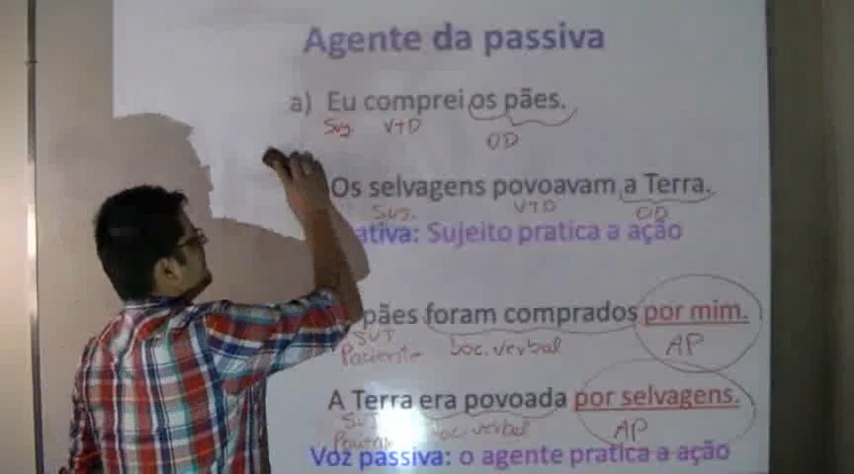 Agente da passiva
a) Eu comprei os pães.
Suj. VTD OD
Os selvagens povoavam a Terra.
Suj. VTD OD
ativa: Sujeito pratica a ação
pães foram comprados por mim.
Suj
Paciente Loc. verbal AP
A Terra era povoada por selvagens.
Suj loc. verbal AP
Voz passiva: o agente pratica a ação